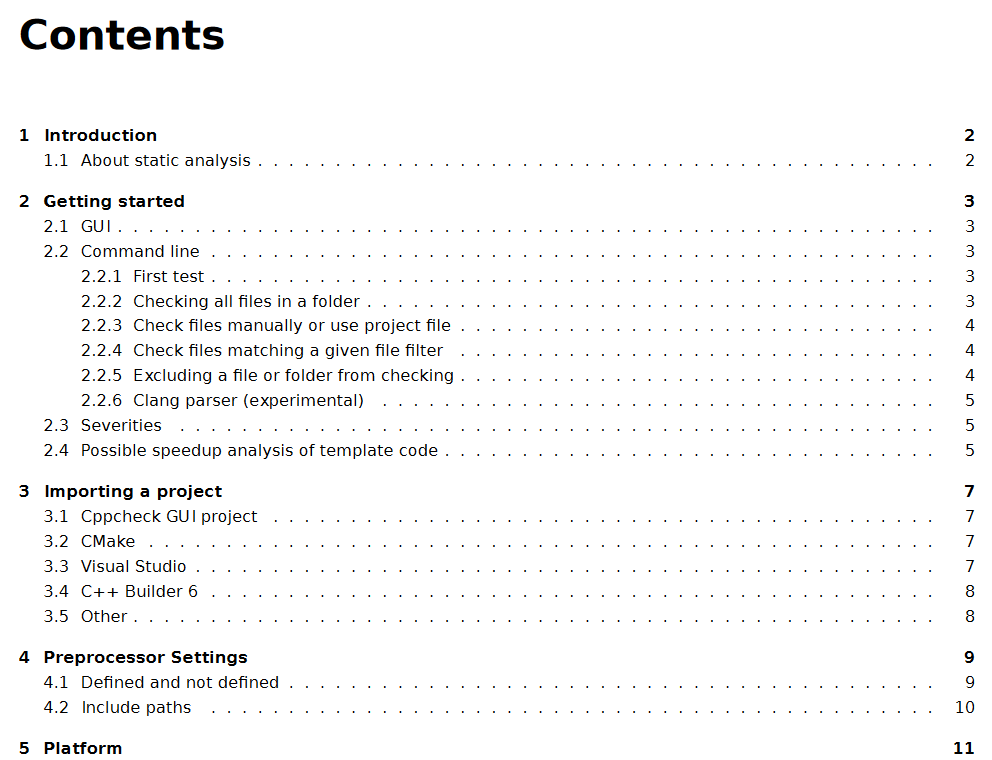 Contents
1 Introduction 2
1.1 About static analysis . . . . . . . . . . . . . . . . . . . . . . . . . . . . . . . . . . . . . . . . . . . . 2
2 Getting started 3
2.1 GUI . . . . . . . . . . . . . . . . . . . . . . . . . . . . . . . . . . . . . . . . . . . . . . . . . . . . . 3
2.2 Command line . . . . . . . . . . . . . . . . . . . . . . . . . . . . . . . . . . . . . . . . . . . . . . . 3
2.2.1 First test . . . . . . . . . . . . . . . . . . . . . . . . . . . . . . . . . . . . . . . . . . . . . . . 3
2.2.2 Checking all files in a folder . . . . . . . . . . . . . . . . . . . . . . . . . . . . . . . . . . . . . 3
2.2.3 Check files manually or use project file . . . . . . . . . . . . . . . . . . . . . . . . . . . . . . . 4
2.2.4 Check files matching a given file filter . . . . . . . . . . . . . . . . . . . . . . . . . . . . . . . 4
2.2.5 Excluding a file or folder from checking . . . . . . . . . . . . . . . . . . . . . . . . . . . . . . . 4
2.2.6 Clang parser (experimental) . . . . . . . . . . . . . . . . . . . . . . . . . . . . . . . . . . . . 5
2.3 Severities . . . . . . . . . . . . . . . . . . . . . . . . . . . . . . . . . . . . . . . . . . . . . . . . . 5
2.4 Possible speedup analysis of template code . . . . . . . . . . . . . . . . . . . . . . . . . . . . . . . . 5
3 Importing a project 7
3.1 Cppcheck GUI project . . . . . . . . . . . . . . . . . . . . . . . . . . . . . . . . . . . . . . . . . . . 7
3.2 CMake . . . . . . . . . . . . . . . . . . . . . . . . . . . . . . . . . . . . . . . . . . . . . . . . . . . 7
3.3 Visual Studio . . . . . . . . . . . . . . . . . . . . . . . . . . . . . . . . . . . . . . . . . . . . . . . . 7
3.4 C++ Builder 6 . . . . . . . . . . . . . . . . . . . . . . . . . . . . . . . . . . . . . . . . . . . . . . . 8
3.5 Other . . . . . . . . . . . . . . . . . . . . . . . . . . . . . . . . . . . . . . . . . . . . . . . . . . . . 8
4 Preprocessor Settings 9
4.1 Defined and not defined . . . . . . . . . . . . . . . . . . . . . . . . . . . . . . . . . . . . . . . . . . 9
4.2 Include paths . . . . . . . . . . . . . . . . . . . . . . . . . . . . . . . . . . . . . . . . . . . . . . . 10
5 Platform 11